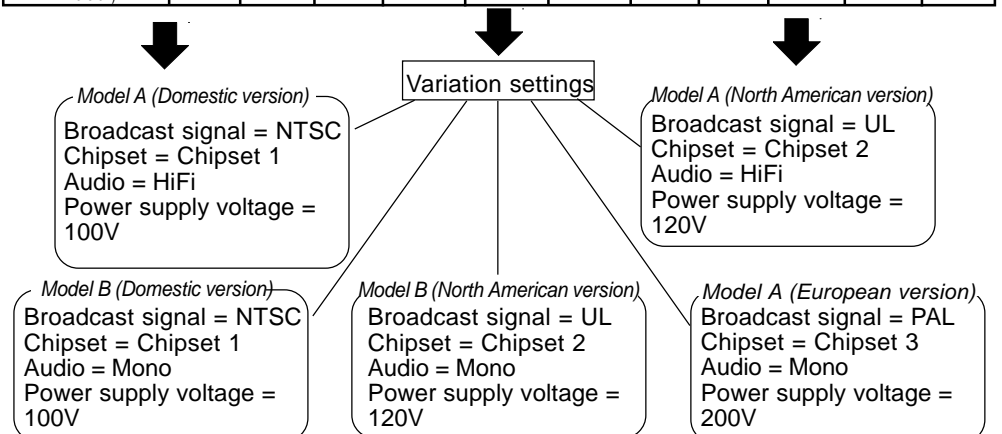 Variation settings
Model A (Domestic version)
Broadcast signal = NTSC
Chipset = Chipset 1
Audio = HiFi
Power supply voltage =
100V
Model A (North American version)
Broadcast signal = UL
Chipset = Chipset 2
Audio = HiFi
Power supply voltage =
120V
Model B (Domestic version)
Broadcast signal = NTSC
Chipset = Chipset 1
Audio = Mono
Power supply voltage =
100V
Model B (North American version)
Broadcast signal = UL
Chipset = Chipset 2
Audio = Mono
Power supply voltage =
120V
Model A (European version)
Broadcast signal = PAL
Chipset = Chipset 3
Audio = Mono
Power supply voltage =
200V